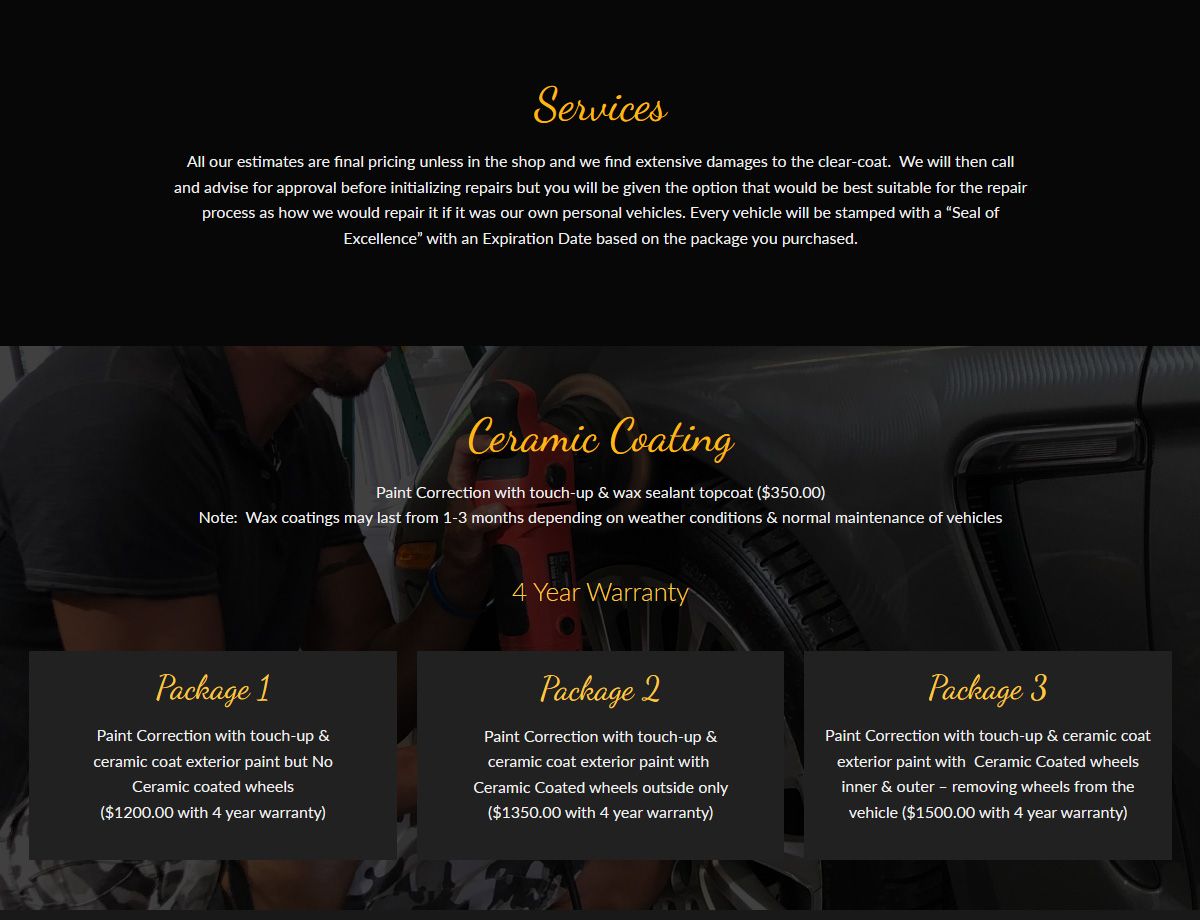 Services
All our estimates are final pricing unless in the shop and we find extensive damages to the clear-coat.  We will then call
and advise for approval before initializing repairs but you will be given the option that would be best suitable for the repair
process as how we would repair it if it was our own personal vehicles. Every vehicle will be stamped with a “Seal of
Excellence” with an Expiration Date based on the package you purchased.
Ceramic Coating
Paint Correction with touch-up & wax sealant topcoat ($350.00)
Note:  Wax coatings may last from 1-3 months depending on weather conditions & normal maintenance of vehicles
4 Year Warranty
Package 1
Paint Correction with touch-up &
ceramic coat exterior paint but No
Ceramic coated wheels
($1200.00 with 4 year warranty)
Package 2
Paint Correction with touch-up &
ceramic coat exterior paint with
Ceramic Coated wheels outside only
($1350.00 with 4 year warranty)
Package 3
Paint Correction with touch-up & ceramic coat
exterior paint with  Ceramic Coated wheels
inner & outer – removing wheels from the
vehicle ($1500.00 with 4 year warranty)